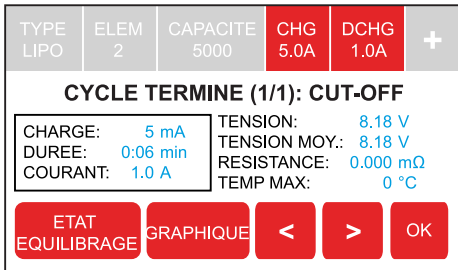 TYPE LIPO
ELEM 2
CAPACITE 5000
CHG 5.0A
DCHG 1.0A
+
CYCLE TERMINE (1/1): CUT-OFF
CHARGE: 5 mA
DUREE: 0:06 min
COURANT: 1.0 A
TENSION: 8.18 V
TENSION MOY.: 8.18 V
RESISTANCE: 0.000 mΩ
TEMP MAX: 0 °C
ETAT
EQUILIBRAGE
GRAPHIQUE
<
>
OK